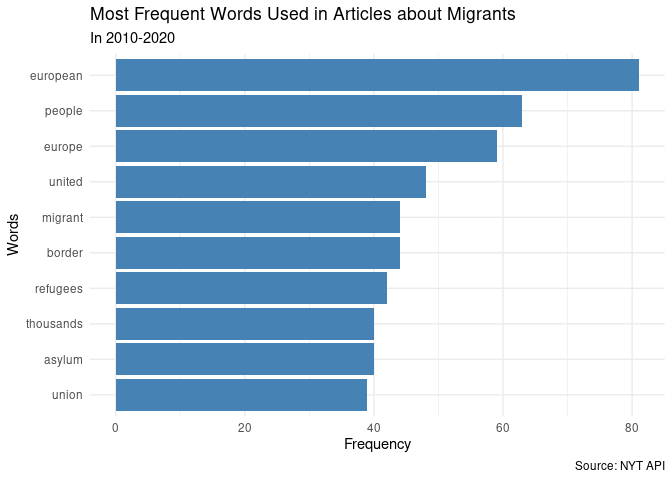 Most Frequent Words Used in Articles about Migrants
In 2010-2020
european
people
europe
united
migrant
border
refugees
thousands
asylum
union
Words
0 20 40 60 80
Frequency
Source: NYT API